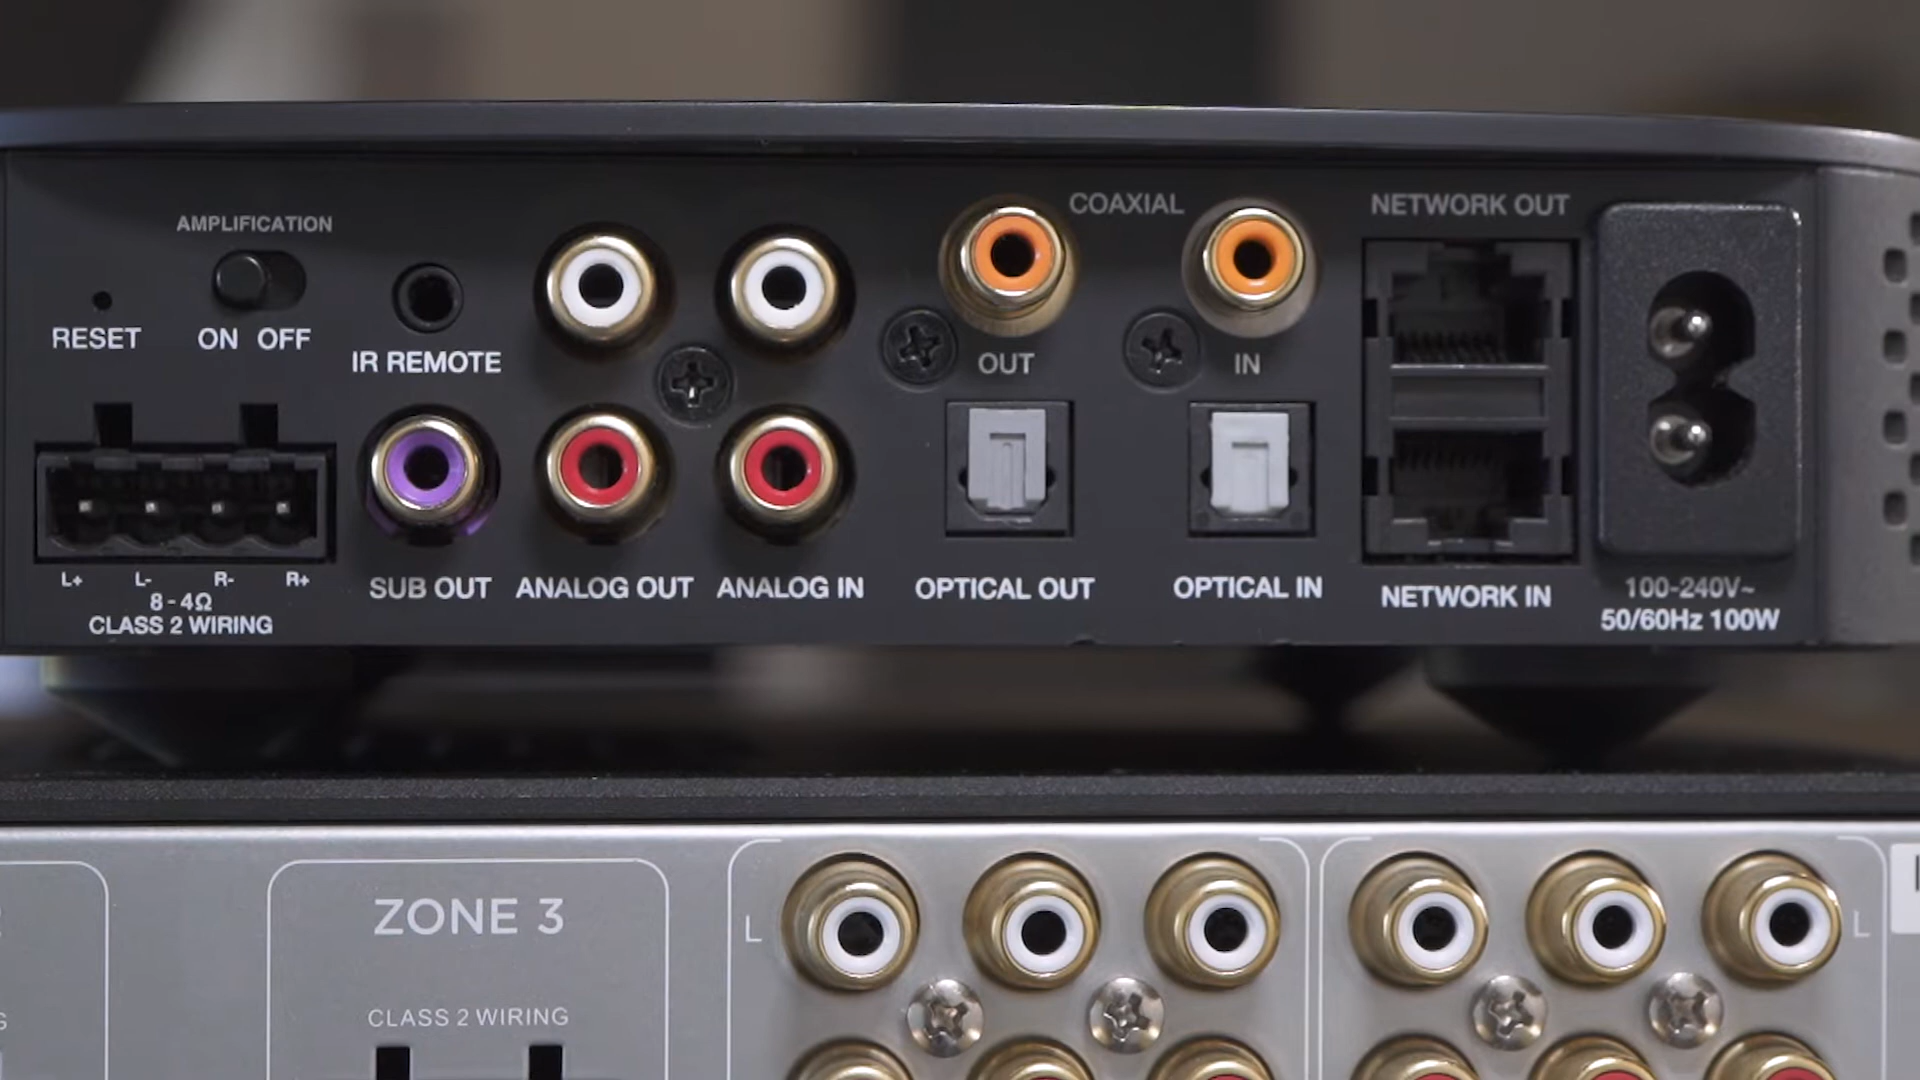 AMPLIFICATION
RESET
ON OFF
IR REMOTE
COAXIAL
OUT
IN
NETWORK OUT
L+ L- R- R+
8 - 4Ω
CLASS 2 WIRING
SUB OUT
ANALOG OUT
ANALOG IN
OPTICAL OUT
OPTICAL IN
NETWORK IN
100-240V~
50/60Hz 100W
ZONE 3
CLASS 2 WIRING
L
L